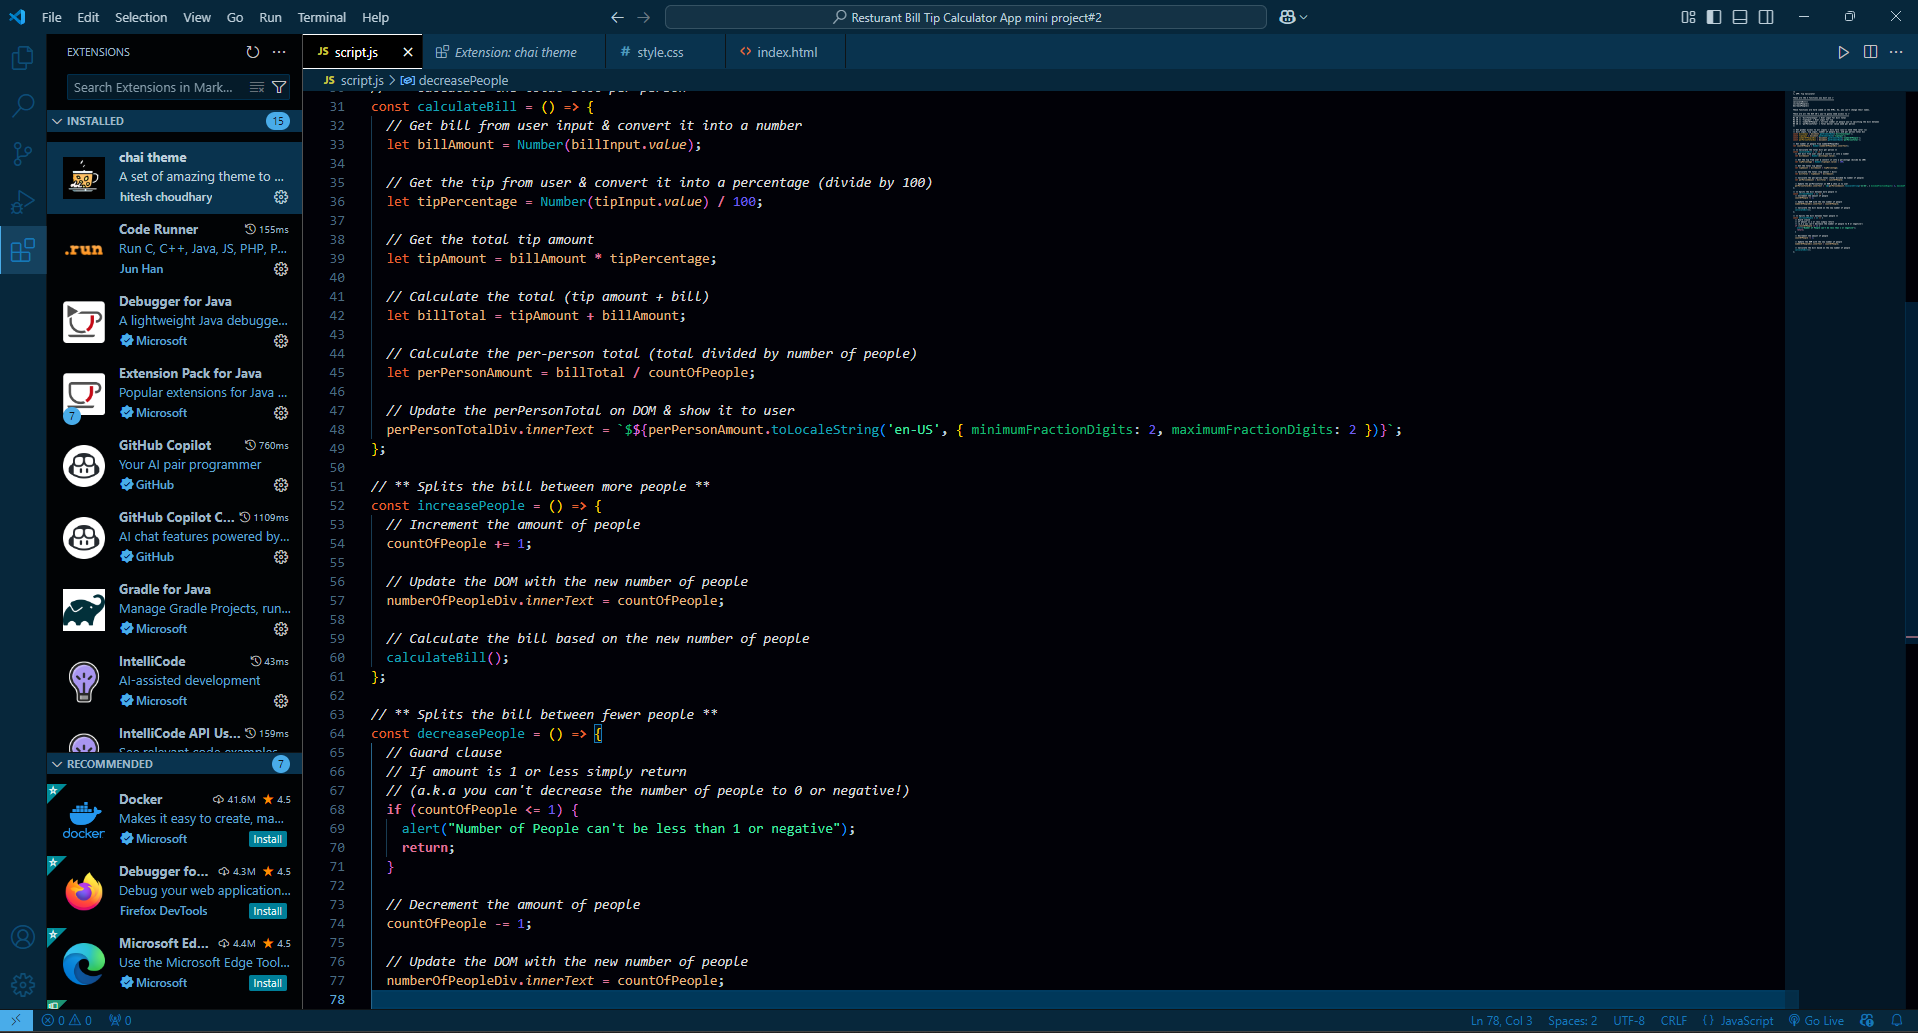 File Edit Selection View Go Run Terminal Help
Resturant Bill Tip Calculator App mini project#2
EXTENSIONS
Search Extensions in Mark...
INSTALLED 15
chai theme
A set of amazing theme to ...
hitesh choudhary
Code Runner 155ms
.run
Run C, C++, Java, JS, PHP, P...
Jun Han
Debugger for Java
A lightweight Java debugge...
Microsoft
Extension Pack for Java
Popular extensions for Java ...
7
Microsoft
GitHub Copilot 760ms
Your AI pair programmer
GitHub
GitHub Copilot C... 1109ms
AI chat features powered by...
GitHub
Gradle for Java
Manage Gradle Projects, run...
Microsoft
IntelliCode 43ms
AI-assisted development
Microsoft
IntelliCode API Us... 159ms
See relevant code examples
RECOMMENDED 7
Docker 41.6M ★ 4.5
docker
Makes it easy to create, ma...
Microsoft Install
Debugger fo... 4.3M ★ 4.5
Debug your web application...
Firefox DevTools Install
Microsoft Ed... 4.4M ★ 4.5
Use the Microsoft Edge Tool...
Microsoft Install
JS script.js Extension: chai theme # style.css <> index.html
JS script.js > decreasePeople
31 const calculateBill = () => {
32 // Get bill from user input & convert it into a number
33 let billAmount = Number(billInput.value);
34
35 // Get the tip from user & convert it into a percentage (divide by 100)
36 let tipPercentage = Number(tipInput.value) / 100;
37
38 // Get the total tip amount
39 let tipAmount = billAmount * tipPercentage;
40
41 // Calculate the total (tip amount + bill)
42 let billTotal = tipAmount + billAmount;
43
44 // Calculate the per-person total (total divided by number of people)
45 let perPersonAmount = billTotal / countOfPeople;
46
47 // Update the perPersonTotal on DOM & show it to user
48 perPersonTotalDiv.innerText = `$${perPersonAmount.toLocaleString('en-US', { minimumFractionDigits: 2, maximumFractionDigits: 2 })}`;
49 };
50
51 // ** Splits the bill between more people **
52 const increasePeople = () => {
53 // Increment the amount of people
54 countOfPeople += 1;
55
56 // Update the DOM with the new number of people
57 numberOfPeopleDiv.innerText = countOfPeople;
58
59 // Calculate the bill based on the new number of people
60 calculateBill();
61 };
62
63 // ** Splits the bill between fewer people **
64 const decreasePeople = () => {
65 // Guard clause
66 // If amount is 1 or less simply return
67 // (a.k.a you can't decrease the number of people to 0 or negative!)
68 if (countOfPeople <= 1) {
69 alert("Number of People can't be less than 1 or negative");
70 return;
71 }
72
73 // Decrement the amount of people
74 countOfPeople -= 1;
75
76 // Update the DOM with the new number of people
77 numberOfPeopleDiv.innerText = countOfPeople;
78
0 0 0 Ln 78, Col 3 Spaces: 2 UTF-8 CRLF {} JavaScript Go Live